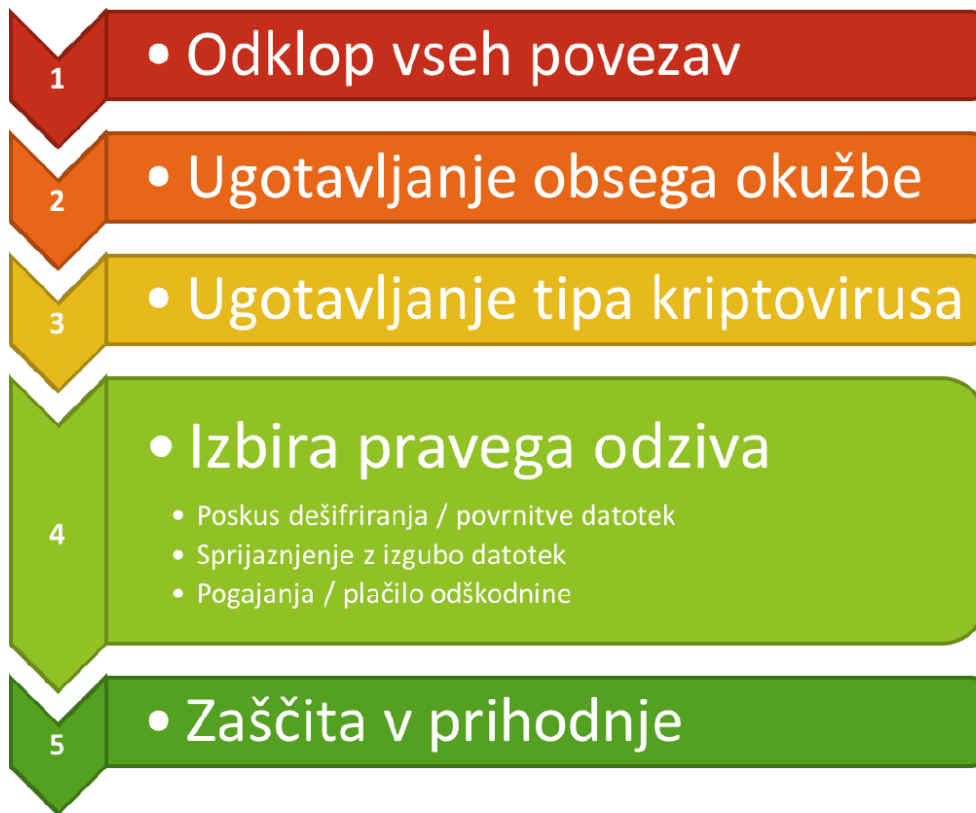 1
• Odklop vseh povezav
2
• Ugotavljanje obsega okužbe
3
• Ugotavljanje tipa kriptovirusa
4
• Izbira pravega odziva
• Poskus dešifriranja / povrnitve datotek
• Sprijaznjenje z izgubo datotek
• Pogajanja / plačilo odškodnine
5
• Zaščita v prihodnje